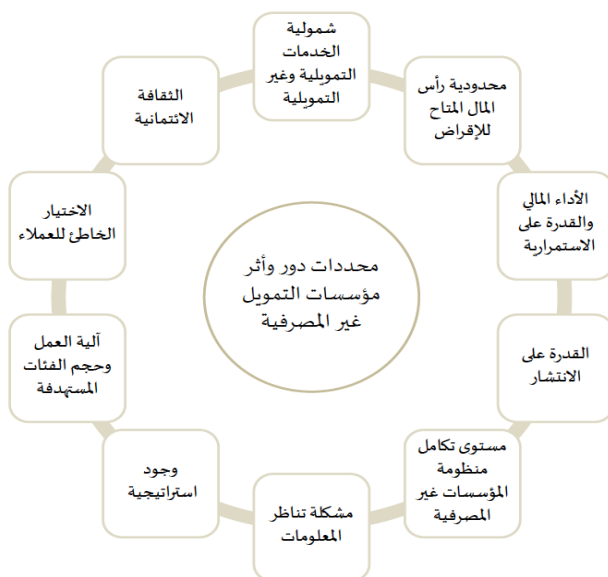 شمولية
الخدمات
التمويلية وغير
التمويلية
محدودية رأس
المال المتاح
للإقراض
الأداء المالي
والقدرة على
الاستمرارية
القدرة على
الانتشار
مستوى تكامل
منظومة
المؤسسات غير
المصرفية
مشكلة تناظر
المعلومات
وجود
استراتيجية
آلية العمل
وحجم الفئات
المستهدفة
الاختيار
الخاطئ للعملاء
الثقافة
الائتمانية
محددات دور وأثر
مؤسسات التمويل
غير المصرفية